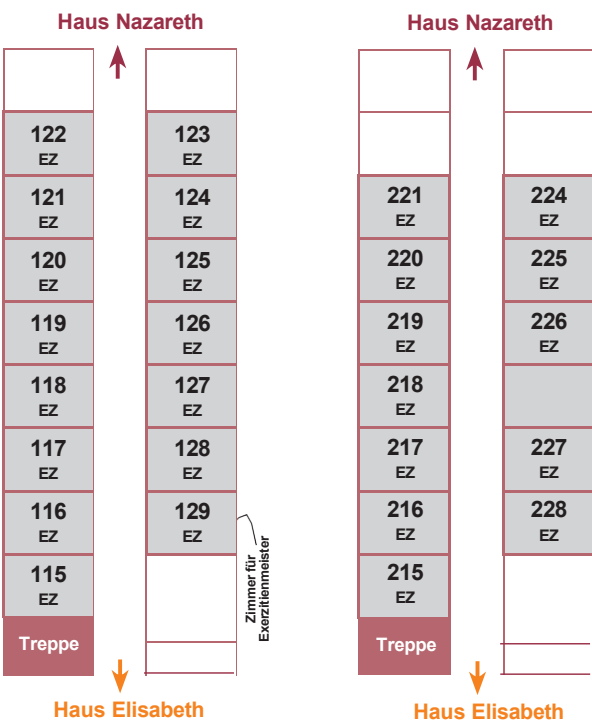 Haus Nazareth
122
EZ
121
EZ
120
EZ
119
EZ
118
EZ
117
EZ
116
EZ
115
EZ
Treppe
123
EZ
124
EZ
125
EZ
126
EZ
127
EZ
128
EZ
129
EZ
Zimmer für
Exerzitienmeister
Haus Elisabeth
Haus Nazareth
221
EZ
220
EZ
219
EZ
218
EZ
217
EZ
216
EZ
215
EZ
Treppe
224
EZ
225
EZ
226
EZ
227
EZ
228
EZ
Haus Elisabeth